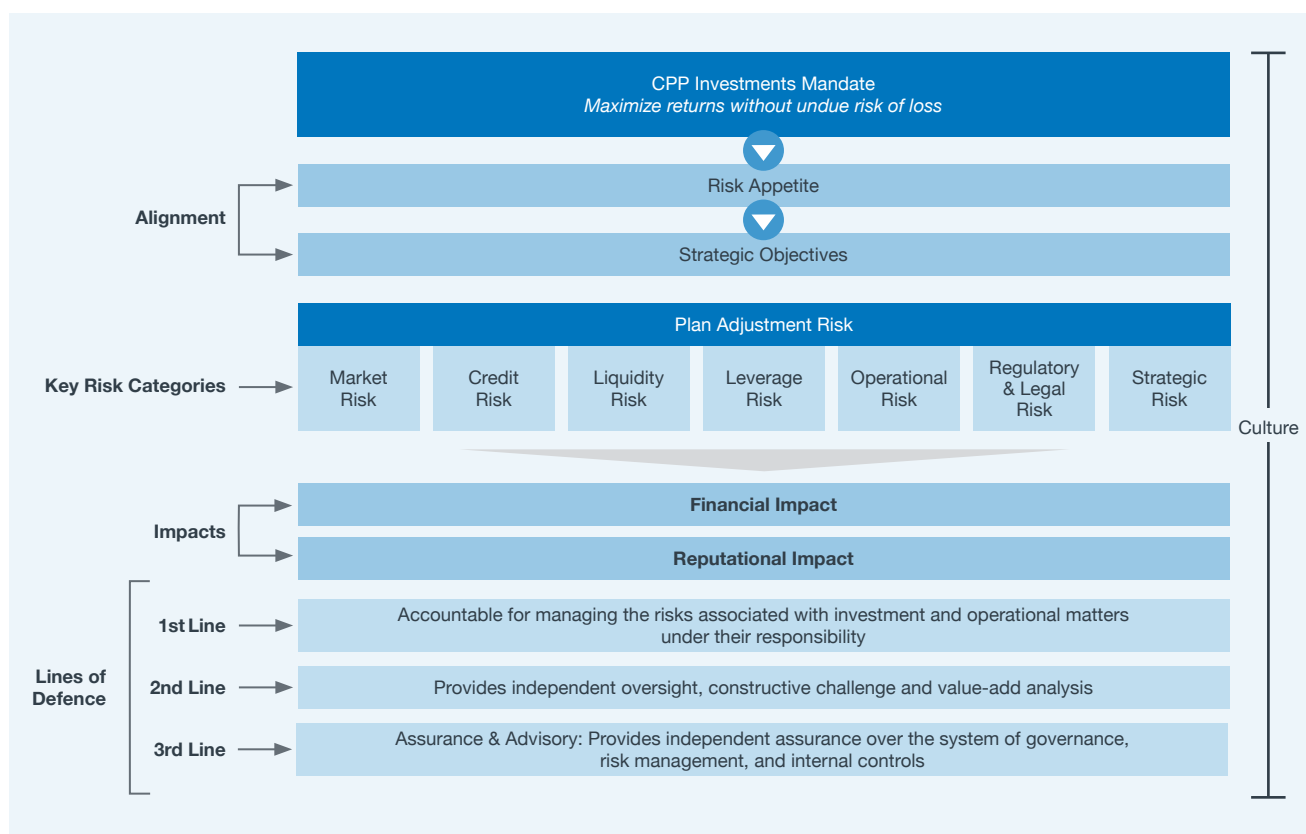 CPP Investments Mandate
Maximize returns without undue risk of loss
Alignment
Risk Appetite
Strategic Objectives
Plan Adjustment Risk
Key Risk Categories
Market
Risk
Credit
Risk
Liquidity
Risk
Leverage
Risk
Operational
Risk
Regulatory
& Legal
Risk
Strategic
Risk
Culture
Impacts
Financial Impact
Reputational Impact
Lines of
Defence
1st Line
Accountable for managing the risks associated with investment and operational matters
under their responsibility
2nd Line
Provides independent oversight, constructive challenge and value-add analysis
3rd Line
Assurance & Advisory: Provides independent assurance over the system of governance,
risk management, and internal controls